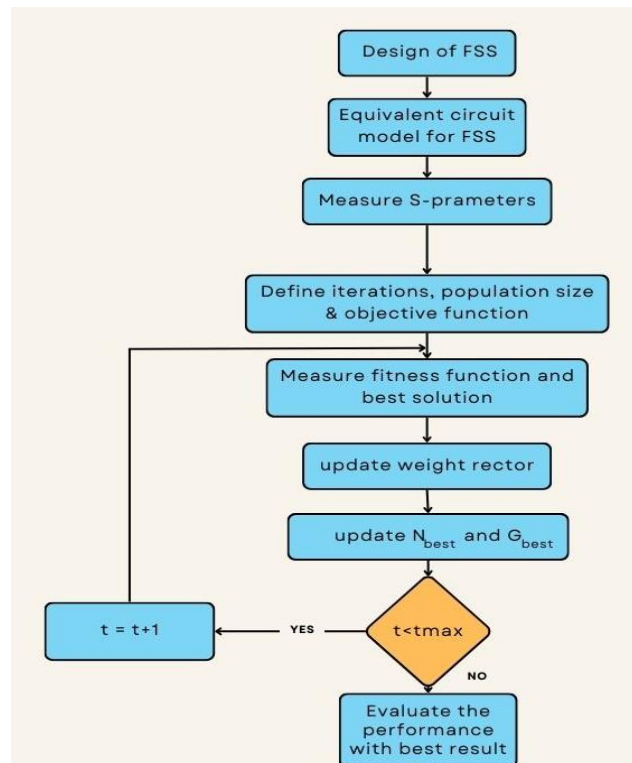 Design of FSS
Equivalent circuit
model for FSS
Measure S-prameters
Define iterations, population size
& objective function
Measure fitness function and
best solution
update weight rector
update Nbest and Gbest
t<tmax
YES
t = t+1
NO
Evaluate the
performance
with best result